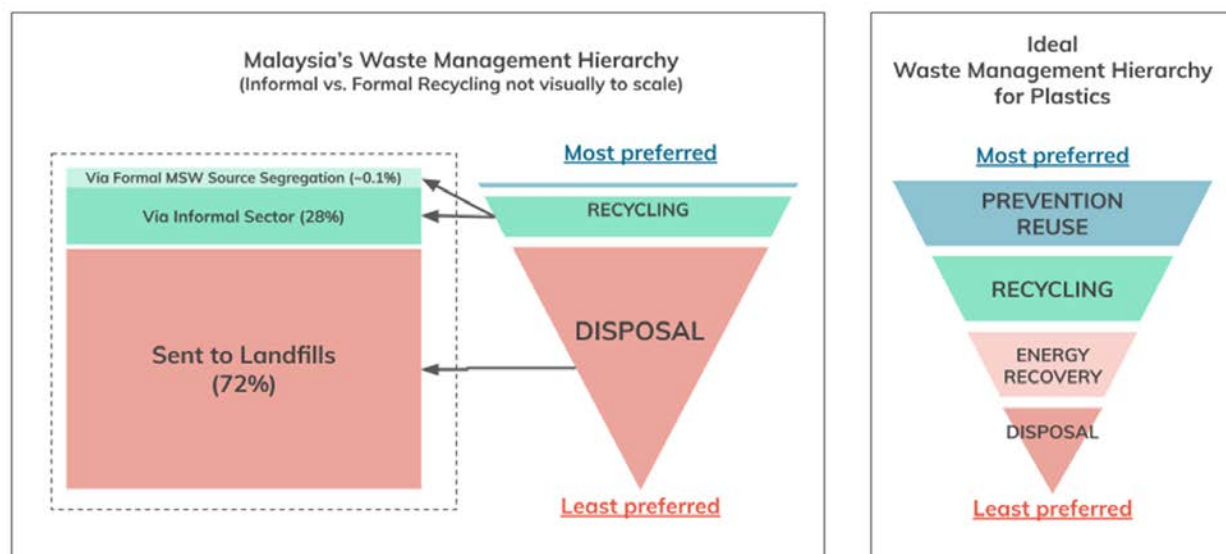 Malaysia's Waste Management Hierarchy
(Informal vs. Formal Recycling not visually to scale)
Most preferred
Via Formal MSW Source Segregation (~0.1%)
Via Informal Sector (28%)
RECYCLING
Sent to Landfills
(72%)
DISPOSAL
Least preferred
Ideal
Waste Management Hierarchy
for Plastics
Most preferred
PREVENTION
REUSE
RECYCLING
ENERGY
RECOVERY
DISPOSAL
Least preferred